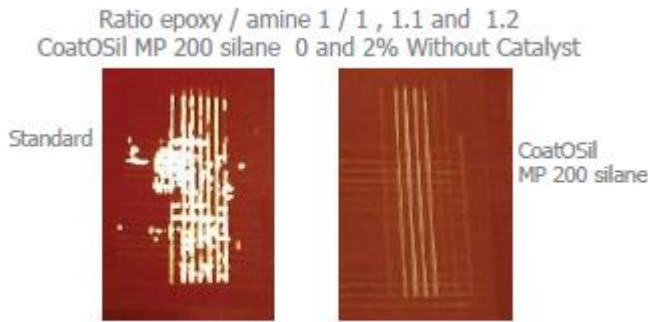 Ratio epoxy / amine 1 / 1 , 1.1 and 1.2
CoatOSil MP 200 silane 0 and 2% Without Catalyst
Standard
CoatOSil
MP 200 silane